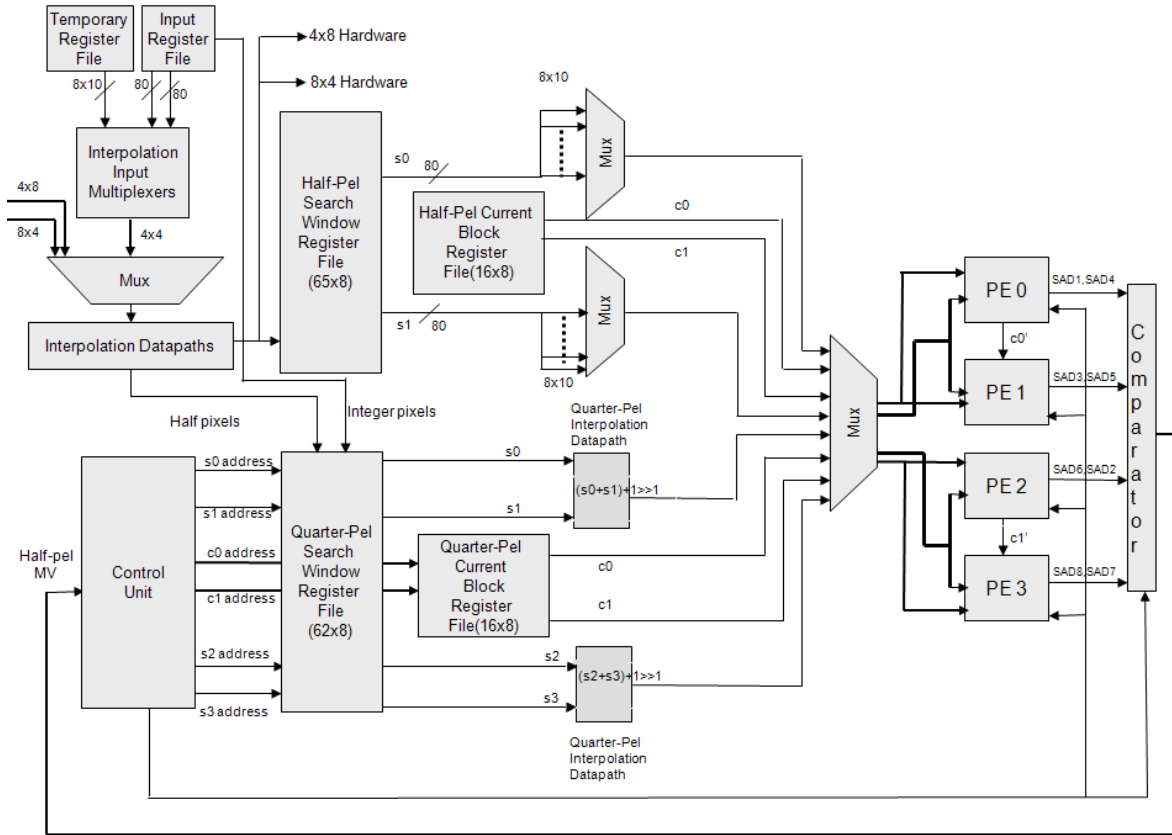 Temporary
Register
File
Input
Register
File
4x8 Hardware
8x4 Hardware
8x10
80
80
Interpolation
Input
Multiplexers
4x8
8x4
4x4
Mux
Interpolation Datapaths
Half-Pel
Search
Window
Register
File
(65x8)
s0
80
8x10
Mux
Half-Pel Current
Block
Register
File(16x8)
c0
c1
s1
80
8x10
Mux
Half pixels
Integer pixels
Quarter-Pel
Interpolation
Datapath
(s0+s1)+1>>1
Mux
PE 0
SAD1,SAD4
c0'
PE 1
SAD3,SAD5
PE 2
SAD6,SAD2
c1'
PE 3
SAD8,SAD7
Comparator
Half-pel
MV
Control
Unit
s0 address
s1 address
c0 address
c1 address
s2 address
s3 address
Quarter-Pel
Search
Window
Register
File
(62x8)
s0
s1
Quarter-Pel
Current
Block
Register
File(16x8)
c0
c1
s2
s3
(s2+s3)+1>>1
Quarter-Pel
Interpolation
Datapath